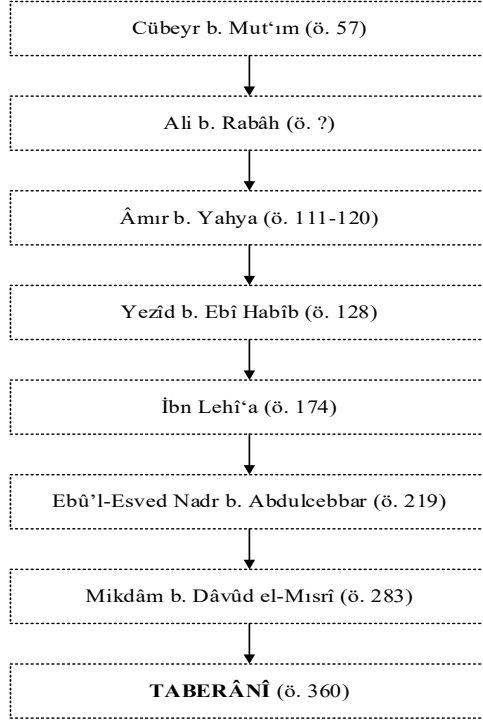 Cübeyr b. Mut‘ım (ö. 57)
Ali b. Rabâh (ö. ?)
Âmır b. Yahya (ö. 111-120)
Yezîd b. Ebî Habîb (ö. 128)
İbn Lehî‘a (ö. 174)
Ebû’l-Esved Nadr b. Abdulcebbar (ö. 219)
Mikdâm b. Dâvûd el-Mısrî (ö. 283)
TABERÂNÎ (ö. 360)